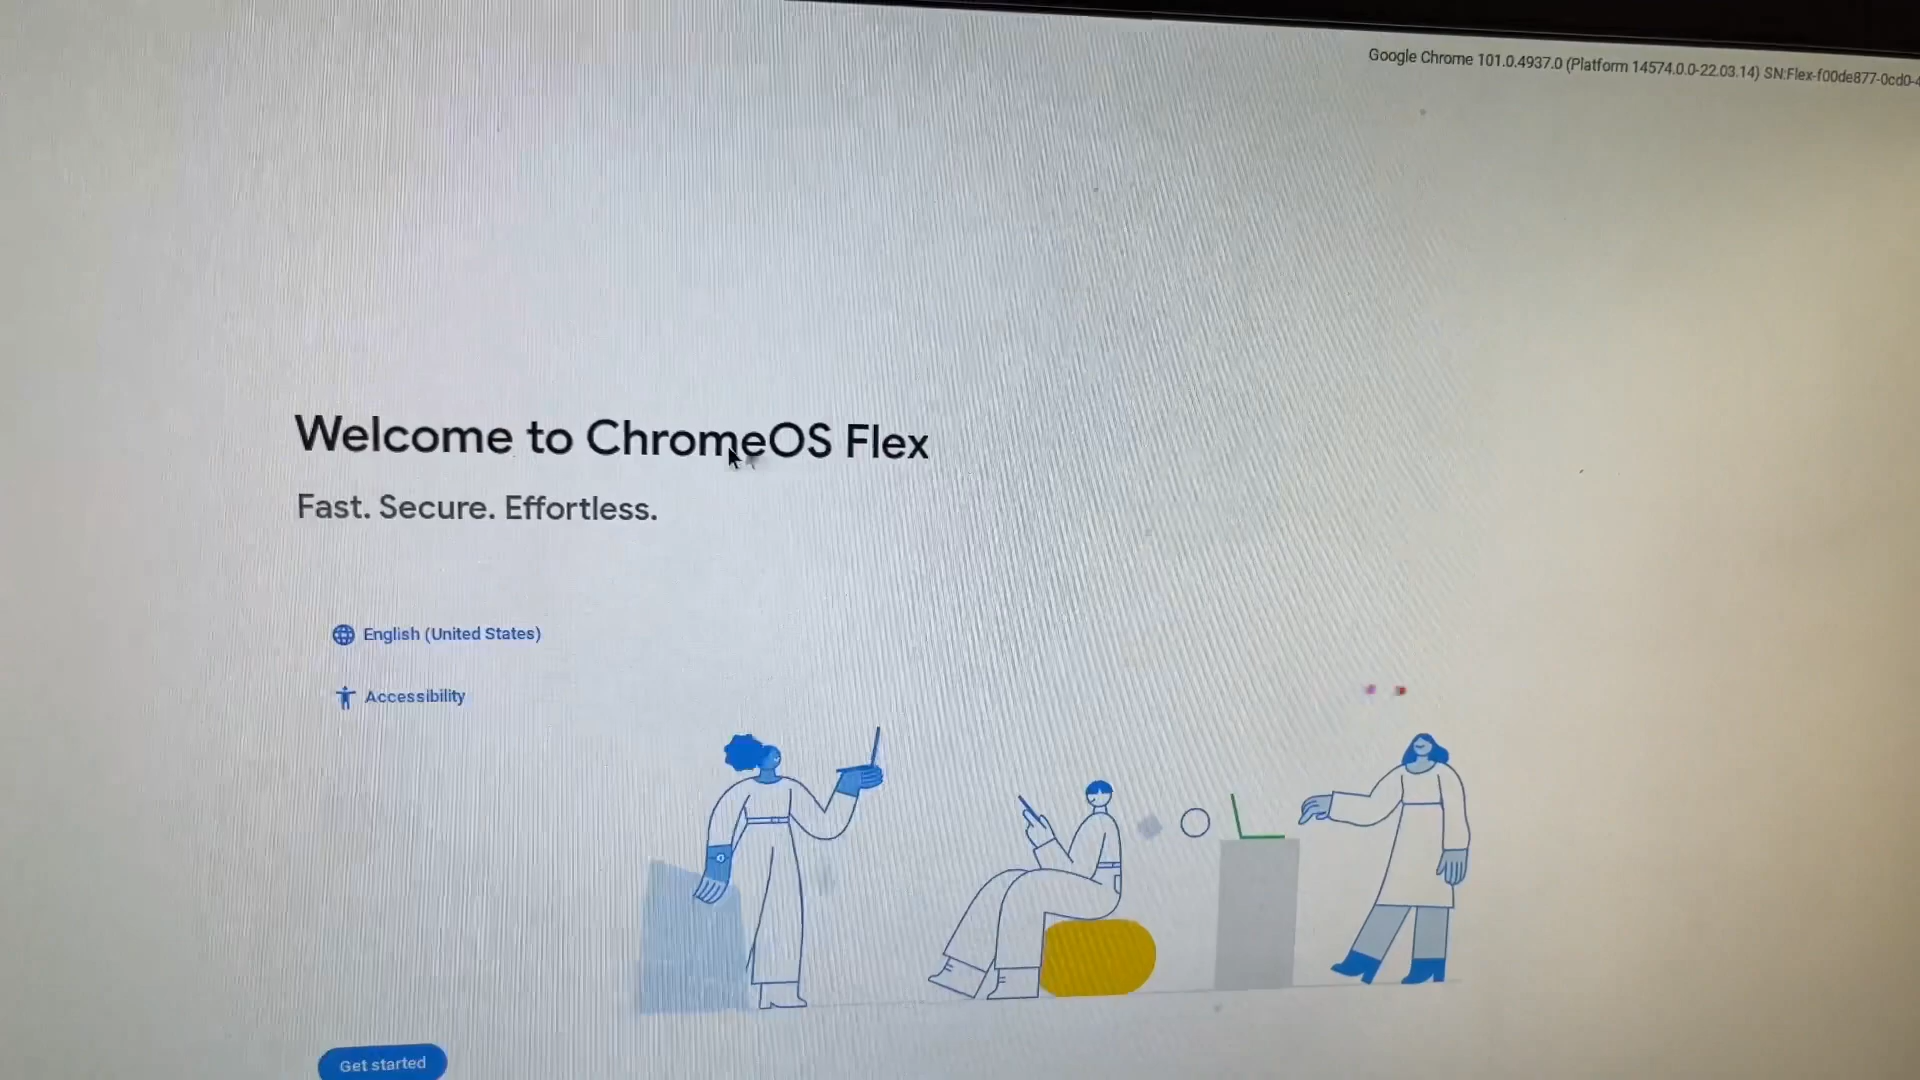 Google Chrome 101.0.4937.0 (Platform 14574.0.0-22.03.14) SN:Flex-f00de877-0cd0-4
Welcome to ChromeOS Flex
Fast. Secure. Effortless.
English (United States)
Accessibility
Get started